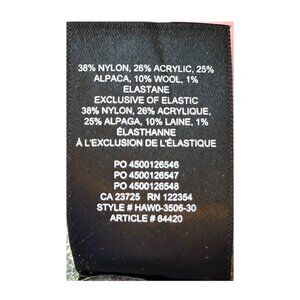 38% NYLON, 26% ACRYLIC, 25%
ALPACA, 10% WOOL, 1%
ELASTANE
EXCLUSIVE OF ELASTIC
38% NYLON, 26% ACRYLIQUE,
25% ALPAGA, 10% LAINE, 1%
ÉLASTHANNE
À L'EXCLUSION DE L'ÉLASTIQUE
PO 4500126546
PO 4500126547
PO 4500126548
CA 23725 RN 122354
STYLE # HAW0-3506-30
ARTICLE # 64420